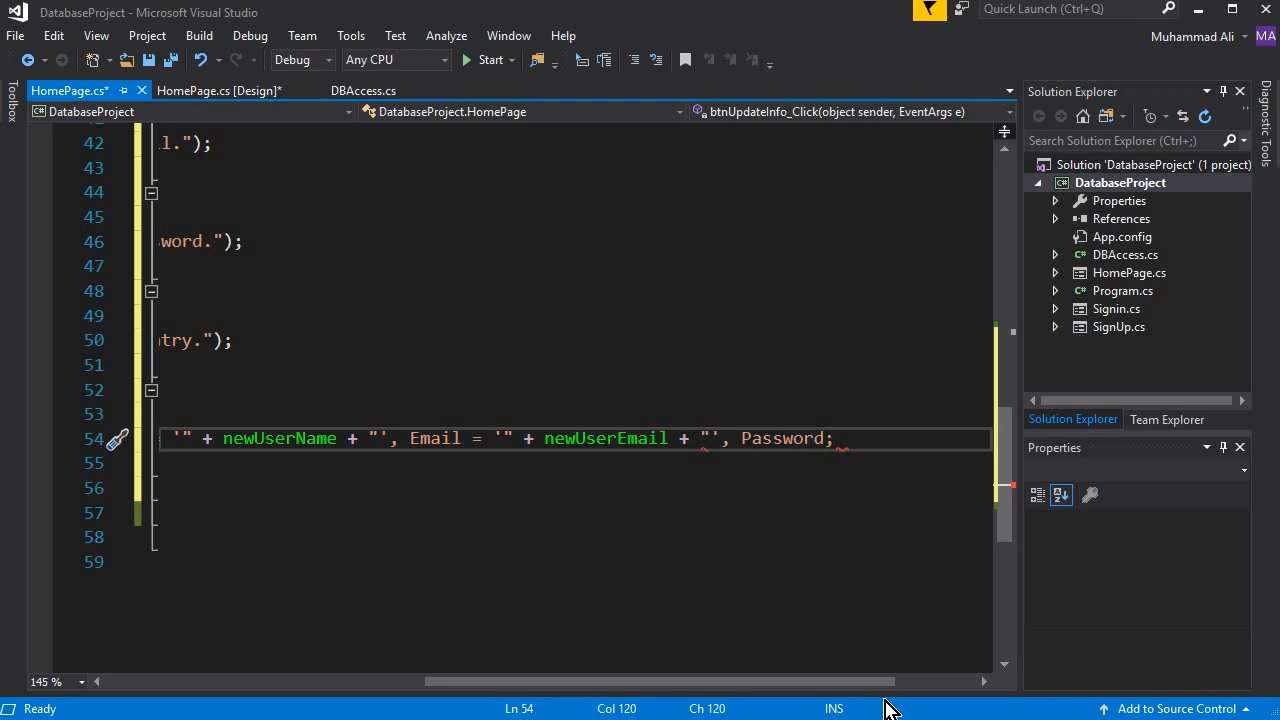 DatabaseProject - Microsoft Visual Studio
Quick Launch (Ctrl+Q)
File Edit View Project Build Debug Team Tools Test Analyze Window Help
Muhammad Ali
MA
Debug
Any CPU
Start
Toolbox
HomePage.cs*
HomePage.cs [Design]*
DBAccess.cs
DatabaseProject
DatabaseProject.HomePage
btnUpdateInfo_Click(object sender, EventArgs e)
42 l.");
43
44
45
46 word.");
47
48
49
50 try.");
51
52
53
54 = '" + newUserName + "', Email = '" + newUserEmail + "', Password;
55
56
57
58
59
145 %
Solution Explorer
Search Solution Explorer (Ctrl+;)
Solution 'DatabaseProject' (1 project)
DatabaseProject
Properties
References
App.config
DBAccess.cs
HomePage.cs
Program.cs
Signin.cs
SignUp.cs
Solution Explorer
Team Explorer
Properties
Diagnostic Tools
Ready
Ln 54
Col 120
Ch 120
INS
Add to Source Control